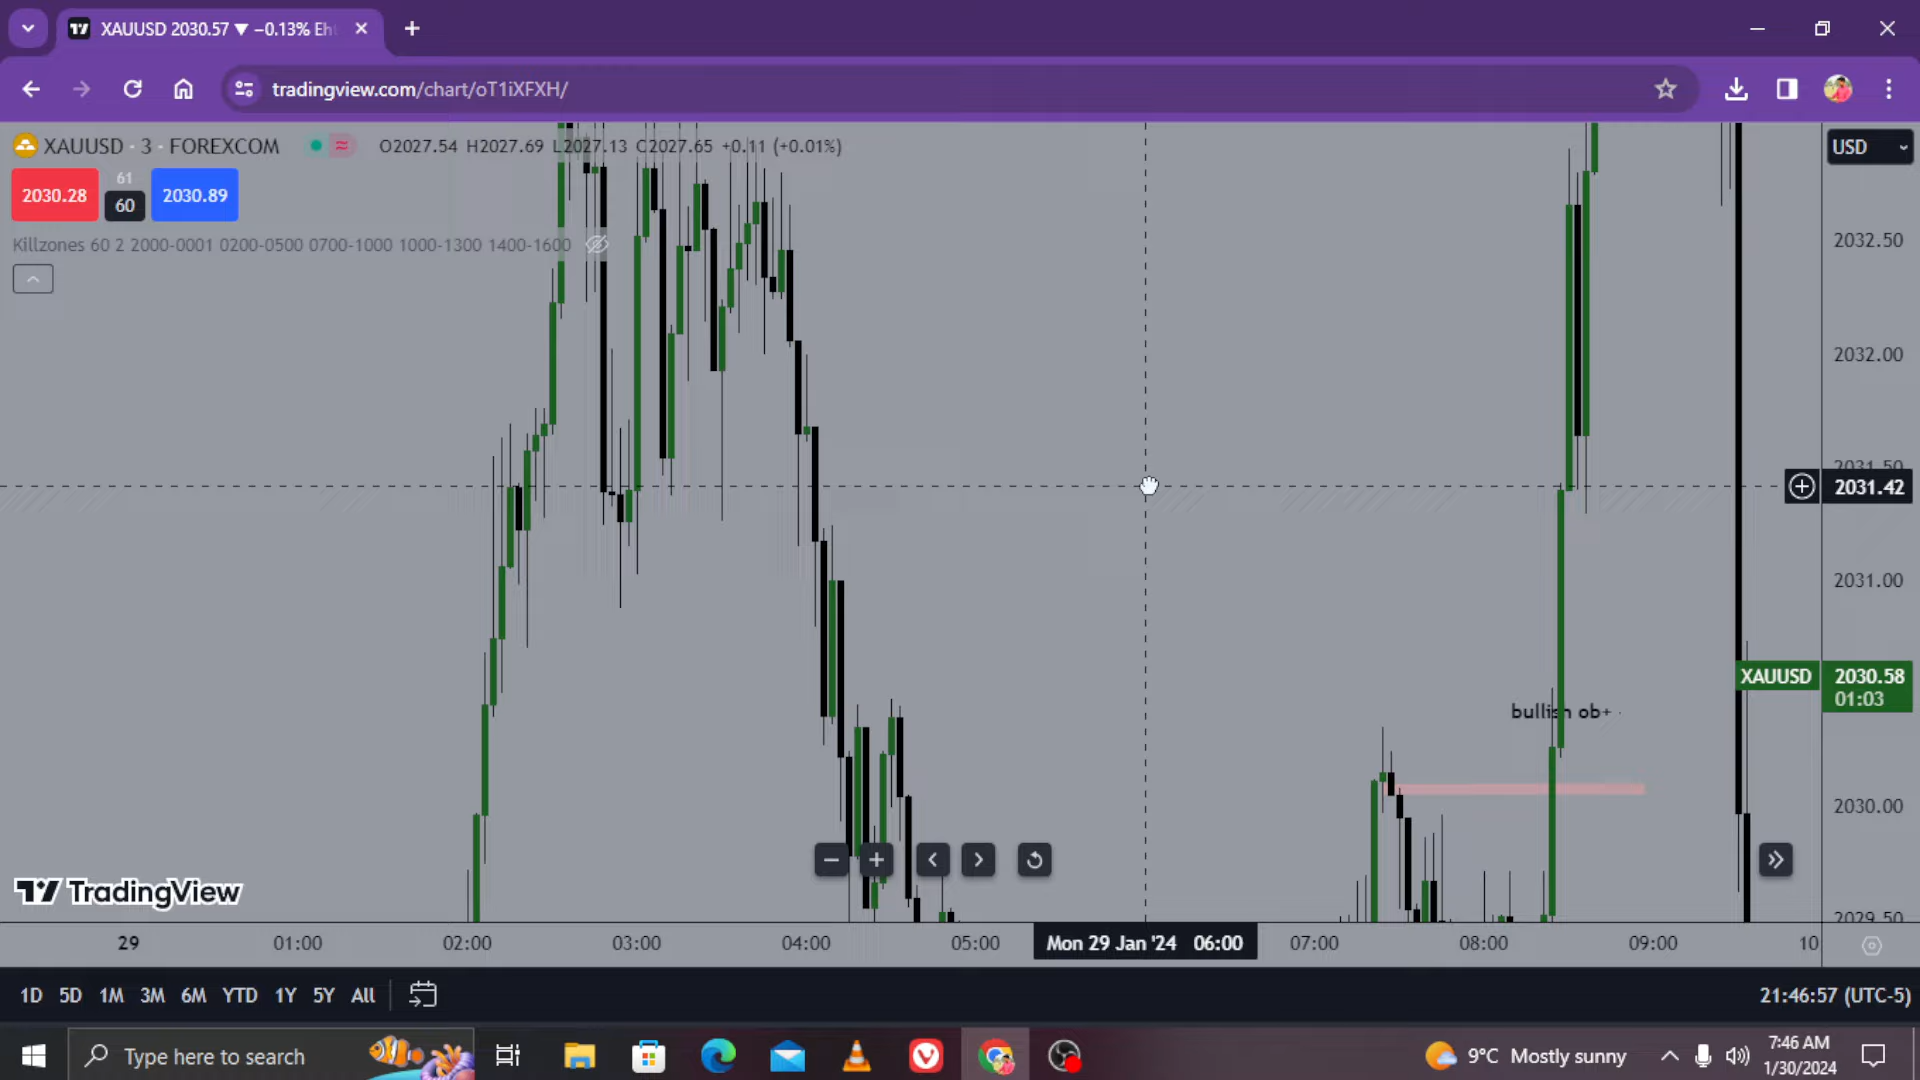 XAUUSD 2030.57 ▼ −0.13% Eh
tradingview.com/chart/oT1iXFXH/
XAUUSD · 3 · FOREXCOM O2027.54 H2027.69 L2027.13 C2027.65 +0.11 (+0.01%)
USD
2030.28 61 60 2030.89
Killzones 60 2 2000-0001 0200-0500 0700-1000 1000-1300 1400-1600
2032.50
2032.00
2031.50
2031.42
2031.00
XAUUSD 2030.58
01:03
bullish ob+
2030.00
TradingView
2029.50
29 01:00 02:00 03:00 04:00 05:00 Mon 29 Jan '24 06:00 07:00 08:00 09:00 10
1D 5D 1M 3M 6M YTD 1Y 5Y All 21:46:57 (UTC-5)
Type here to search
9°C Mostly sunny
7:46 AM
1/30/2024